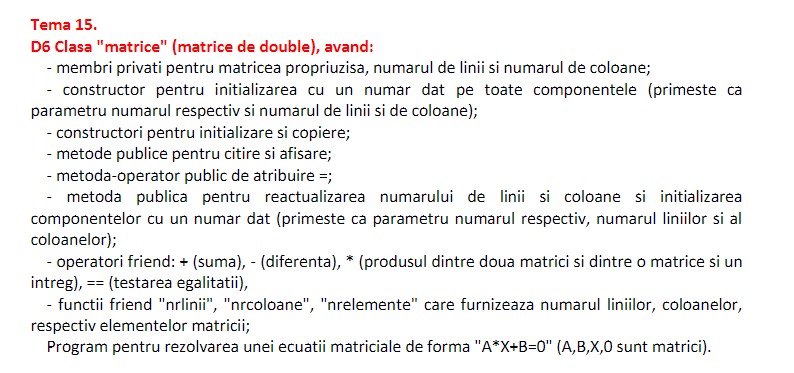 Tema 15.
D6 Clasa "matrice" (matrice de double), avand:
- membri privati pentru matricea propriuzisa, numarul de linii si numarul de coloane;
- constructor pentru initializarea cu un numar dat pe toate componentele (primeste ca
parametru numarul respectiv si numarul de linii si de coloane);
- constructori pentru initializare si copiere;
- metode publice pentru citire si afisare;
- metoda-operator public de atribuire =;
- metoda publica pentru reactualizarea numarului de linii si coloane si initializarea
componentelor cu un numar dat (primeste ca parametru numarul respectiv, numarul liniilor si al
coloanelor);
- operatori friend: + (suma), - (diferenta), * (produsul dintre doua matrici si dintre o matrice si un
intreg), == (testarea egalitatii),
- functii friend "nrlinii", "nrcoloane", "nrelemente" care furnizeaza numarul liniilor, coloanelor,
respectiv elementelor matricii;
Program pentru rezolvarea unei ecuatii matriciale de forma "A*X+B=0" (A,B,X,0 sunt matrici).